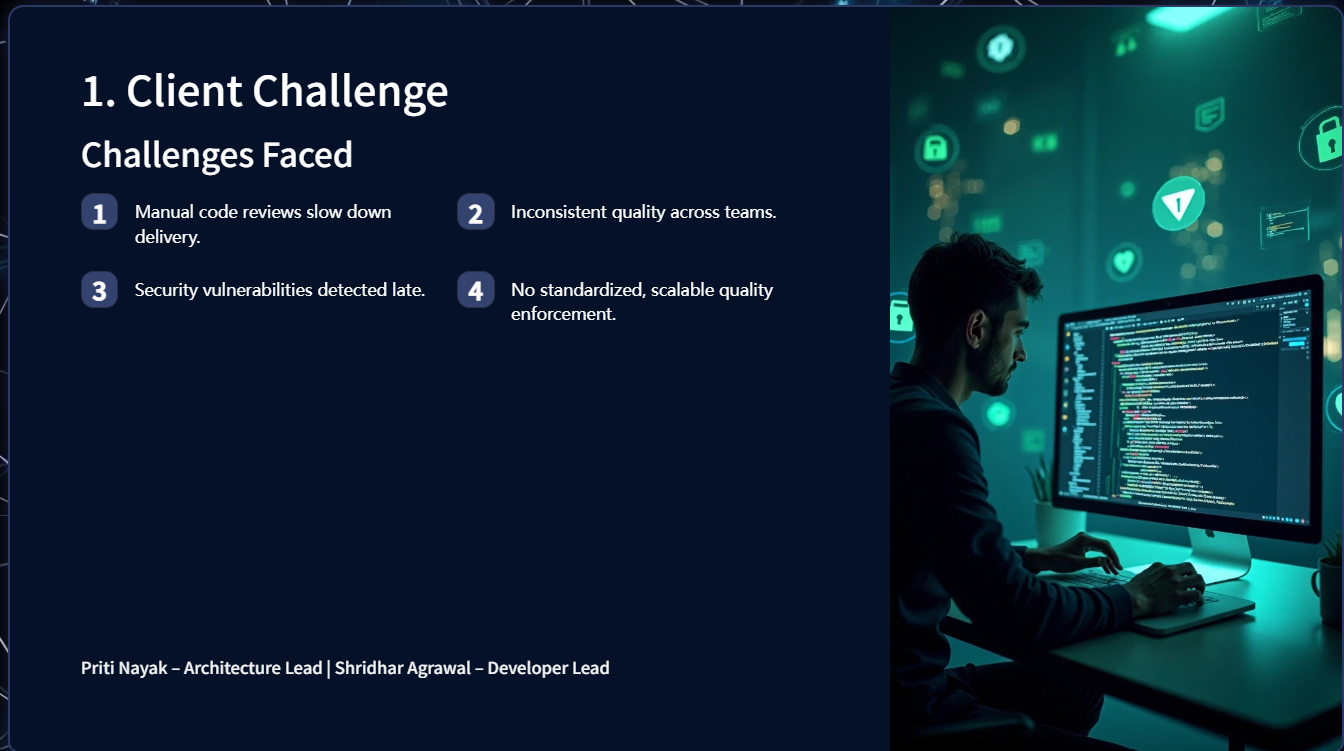 1. Client Challenge
Challenges Faced
1 Manual code reviews slow down
delivery.
2 Inconsistent quality across teams.
3 Security vulnerabilities detected late.
4 No standardized, scalable quality
enforcement.
Priti Nayak – Architecture Lead | Shridhar Agrawal – Developer Lead